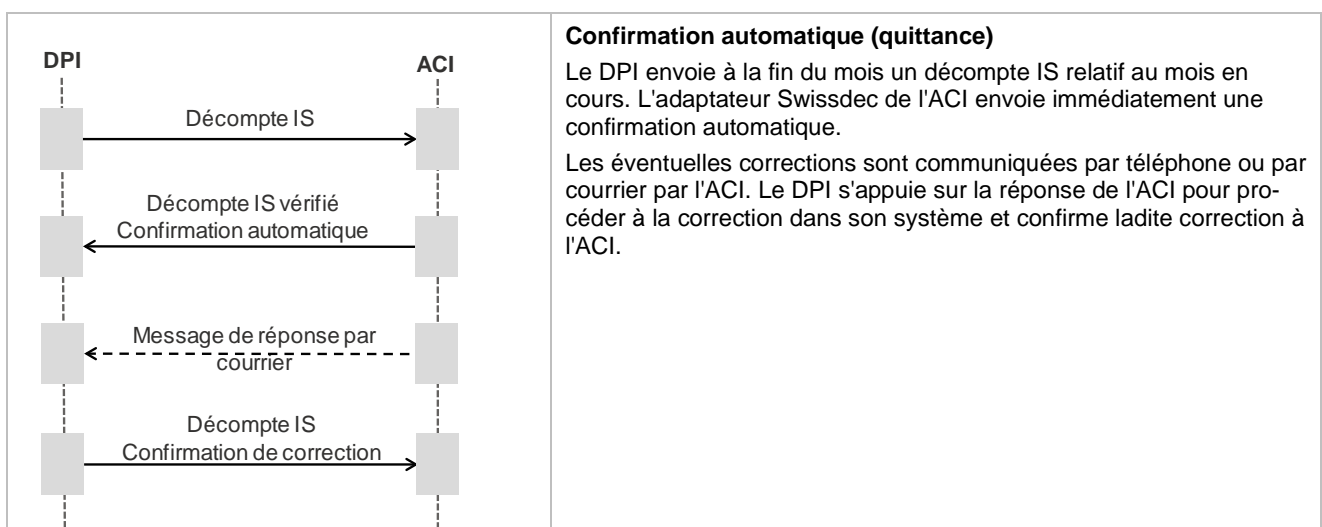 DPI
ACI
Décompte IS
Décompte IS vérifié
Confirmation automatique
Message de réponse par
courrier
Décompte IS
Confirmation de correction
Confirmation automatique (quittance)
Le DPI envoie à la fin du mois un décompte IS relatif au mois en
cours. L'adaptateur Swissdec de l'ACI envoie immédiatement une
confirmation automatique.
Les éventuelles corrections sont communiquées par téléphone ou par
courrier par l'ACI. Le DPI s'appuie sur la réponse de l'ACI pour pro-
céder à la correction dans son système et confirme ladite correction à
l'ACI.